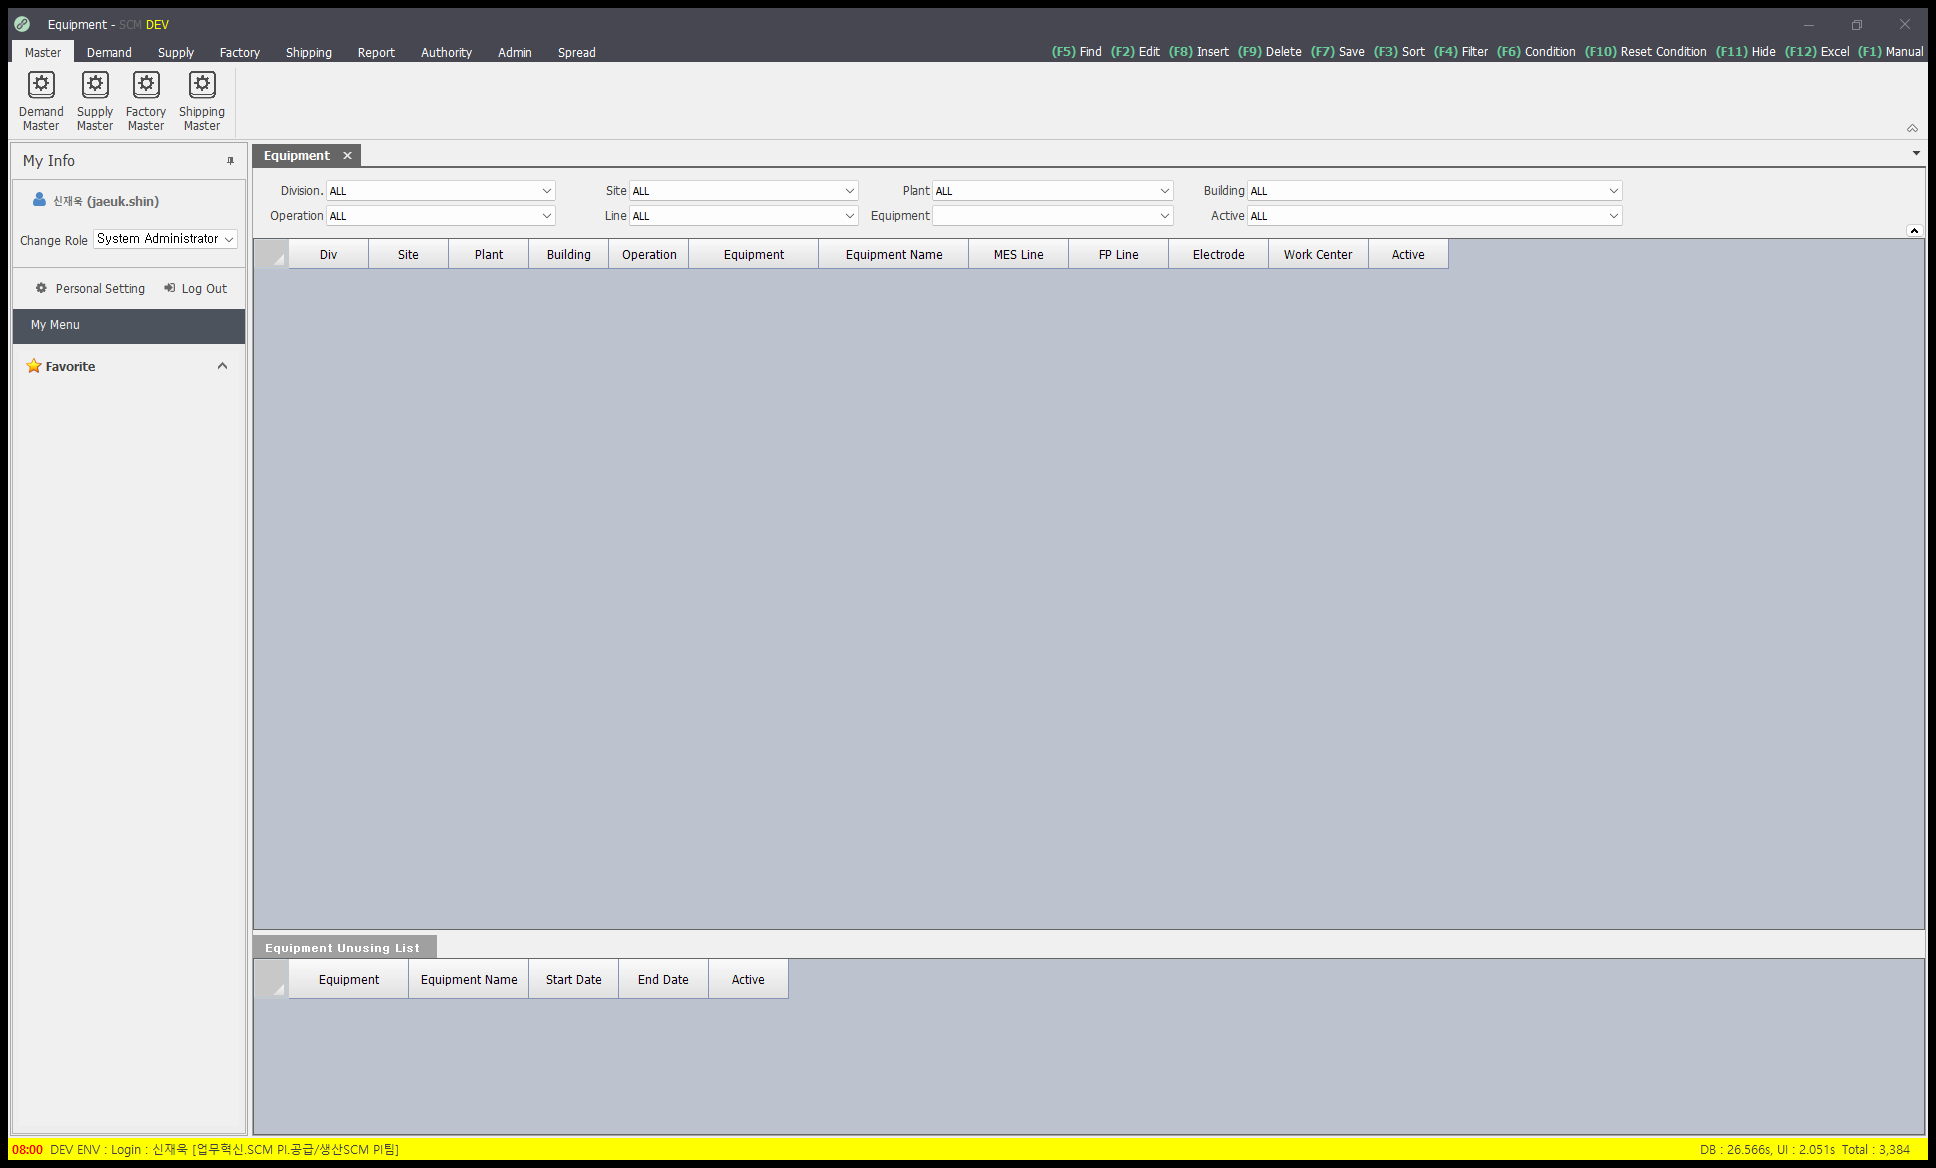 Equipment - SCM DEV
Master Demand Supply Factory Shipping Report Authority Admin Spread (F5) Find (F2) Edit (F8) Insert (F9) Delete (F7) Save (F3) Sort (F4) Filter (F6) Condition (F10) Reset Condition (F11) Hide (F12) Excel (F1) Manual
Demand Master Supply Master Factory Master Shipping Master
My Info
신재욱 (jaeuk.shin)
Change Role System Administrator
Personal Setting Log Out
My Menu
Favorite
Equipment
Division. ALL Site ALL Plant ALL Building ALL
Operation ALL Line ALL Equipment Active ALL
Div Site Plant Building Operation Equipment Equipment Name MES Line FP Line Electrode Work Center Active
Equipment Unusing List
Equipment Equipment Name Start Date End Date Active
08:00 DEV ENV : Login : 신재욱 [업무혁신.SCM PI.공급/생산SCM PI팀] DB : 26.566s, UI : 2.051s Total : 3,384